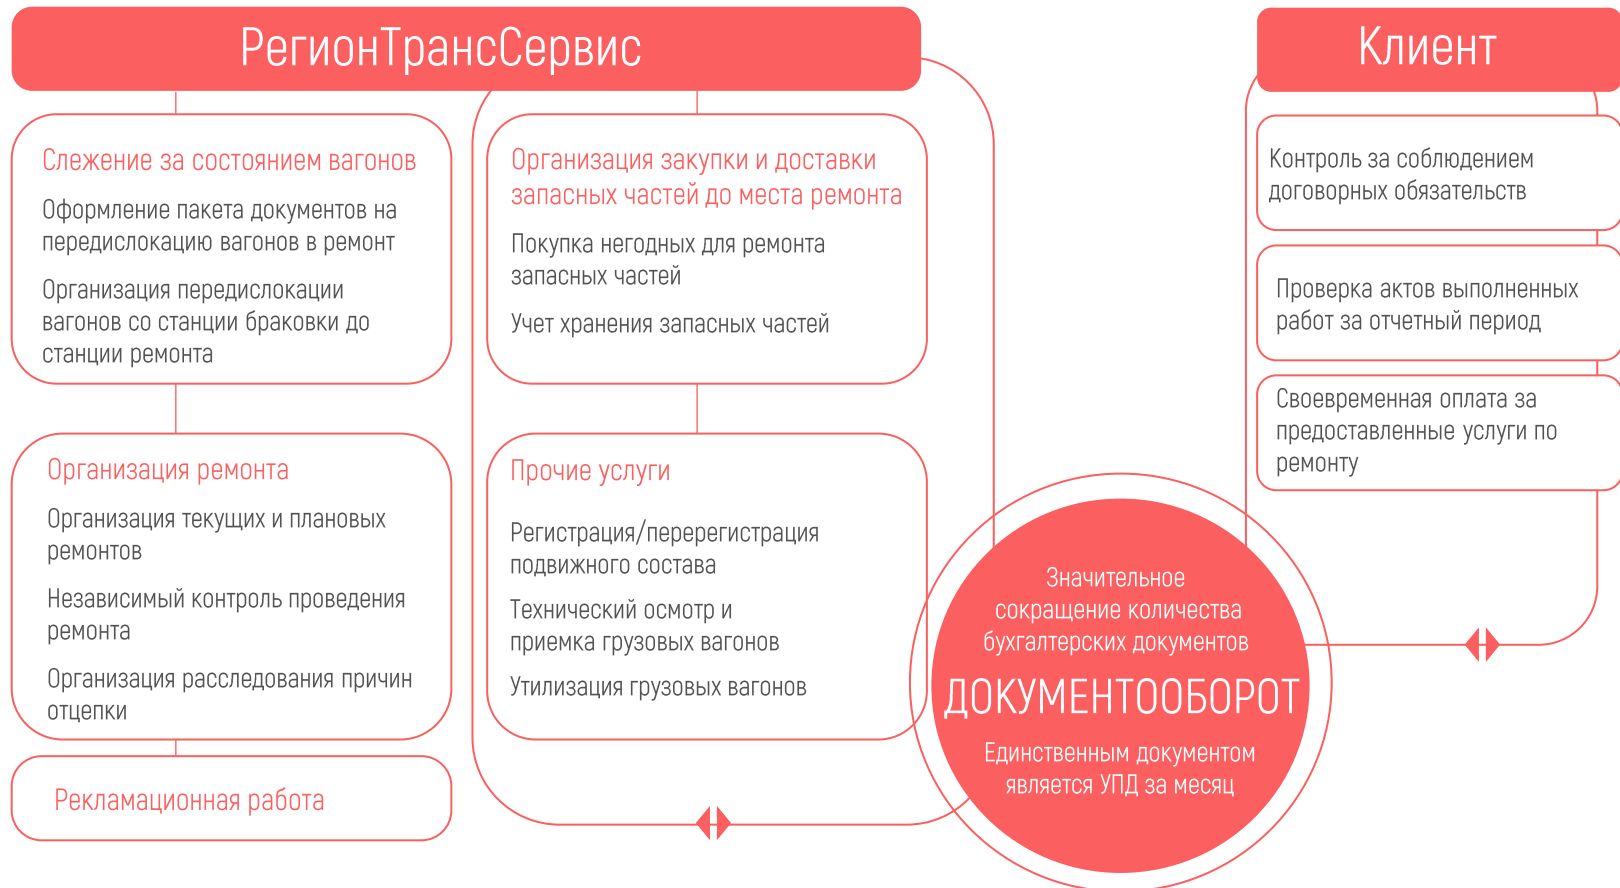 РегионТрансСервис
Слежение за состоянием вагонов
Оформление пакета документов на
передислокацию вагонов в ремонт
Организация передислокации
вагонов со станции браковки до
станции ремонта
Организация ремонта
Организация текущих и плановых
ремонтов
Независимый контроль проведения
ремонта
Организация расследования причин
отцепки
Рекламационная работа
Организация закупки и доставки
запасных частей до места ремонта
Покупка негодных для ремонта
запасных частей
Учет хранения запасных частей
Прочие услуги
Регистрация/перерегистрация
подвижного состава
Технический осмотр и
приемка грузовых вагонов
Утилизация грузовых вагонов
Значительное
сокращение количества
бухгалтерских документов
ДОКУМЕНТООБОРОТ
Единственным документом
является УПД за месяц
Клиент
Контроль за соблюдением
договорных обязательств
Проверка актов выполненных
работ за отчетный период
Своевременная оплата за
предоставленные услуги по
ремонту